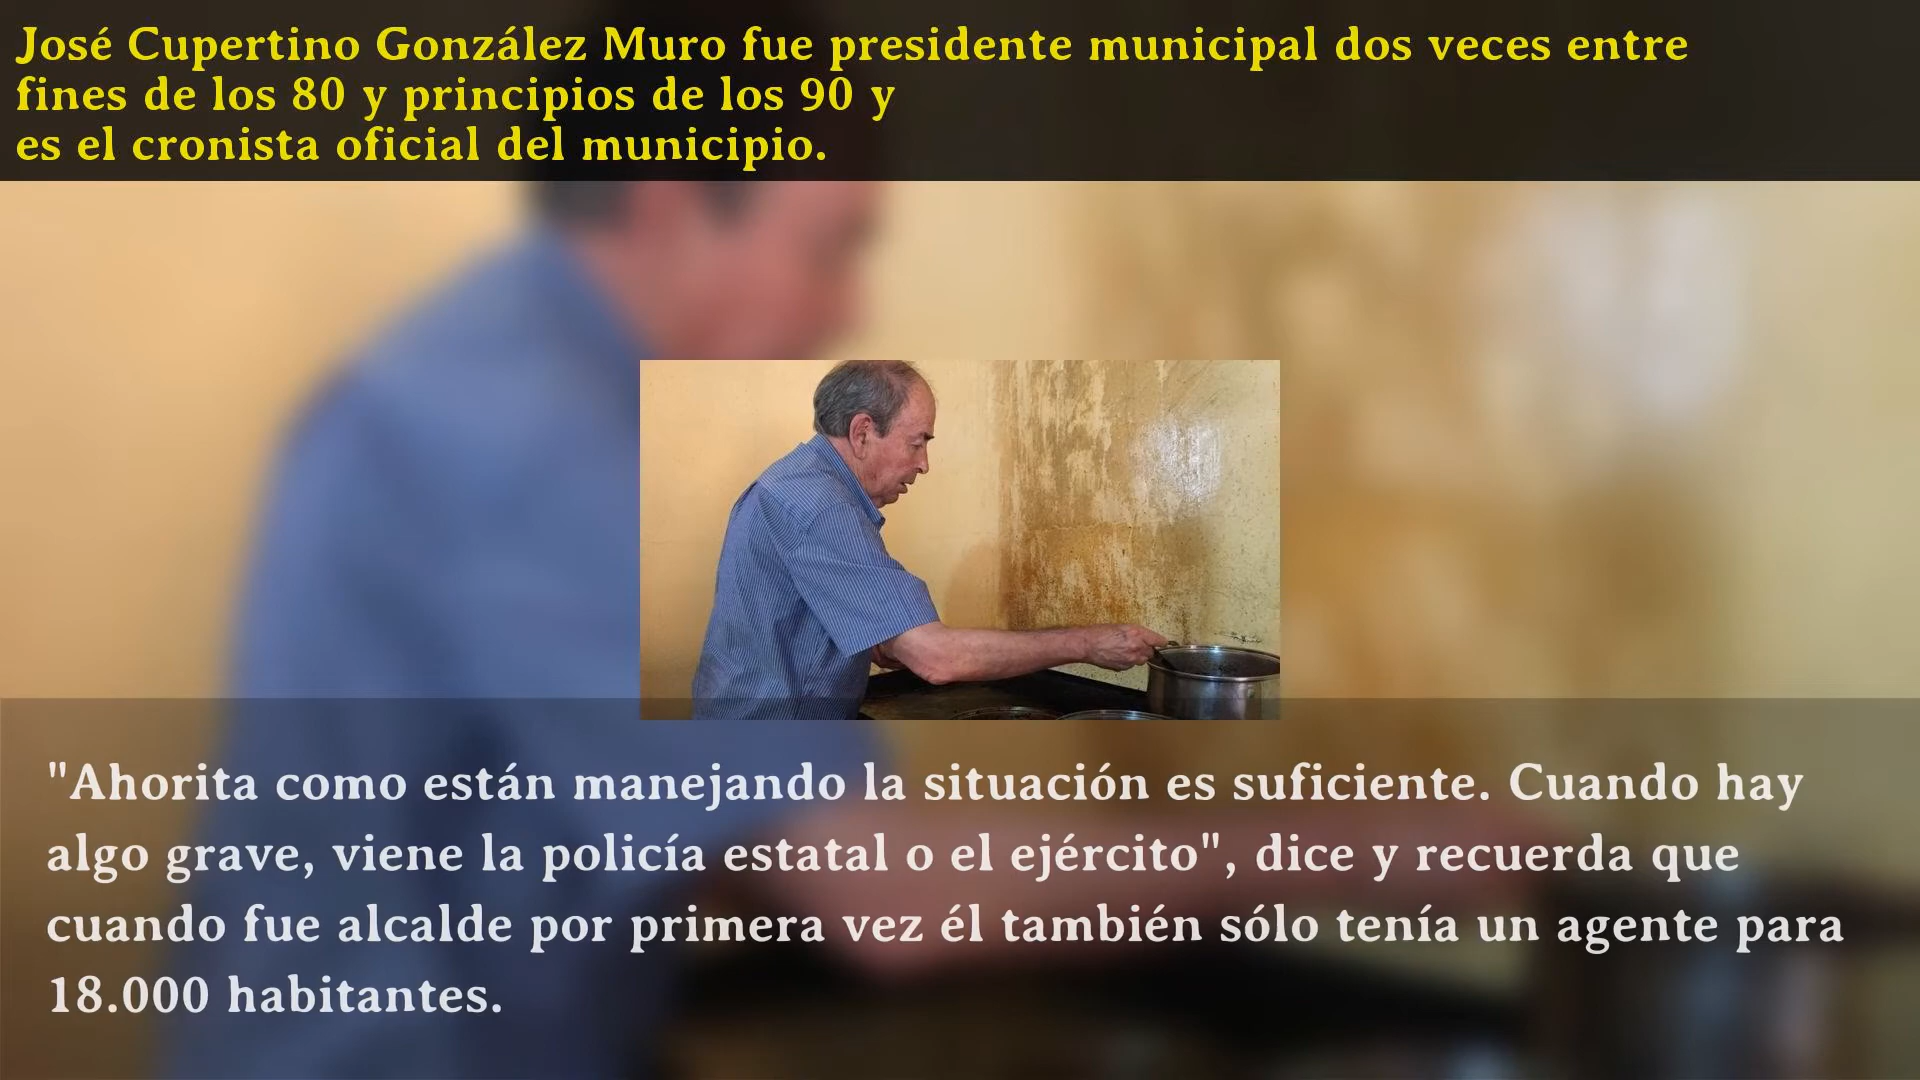 José Cupertino González Muro fue presidente municipal dos veces entre
fines de los 80 y principios de los 90 y
es el cronista oficial del municipio.
"Ahorita como están manejando la situación es suficiente. Cuando hay
algo grave, viene la policía estatal o el ejército", dice y recuerda que
cuando fue alcalde por primera vez él también sólo tenía un agente para
18.000 habitantes.